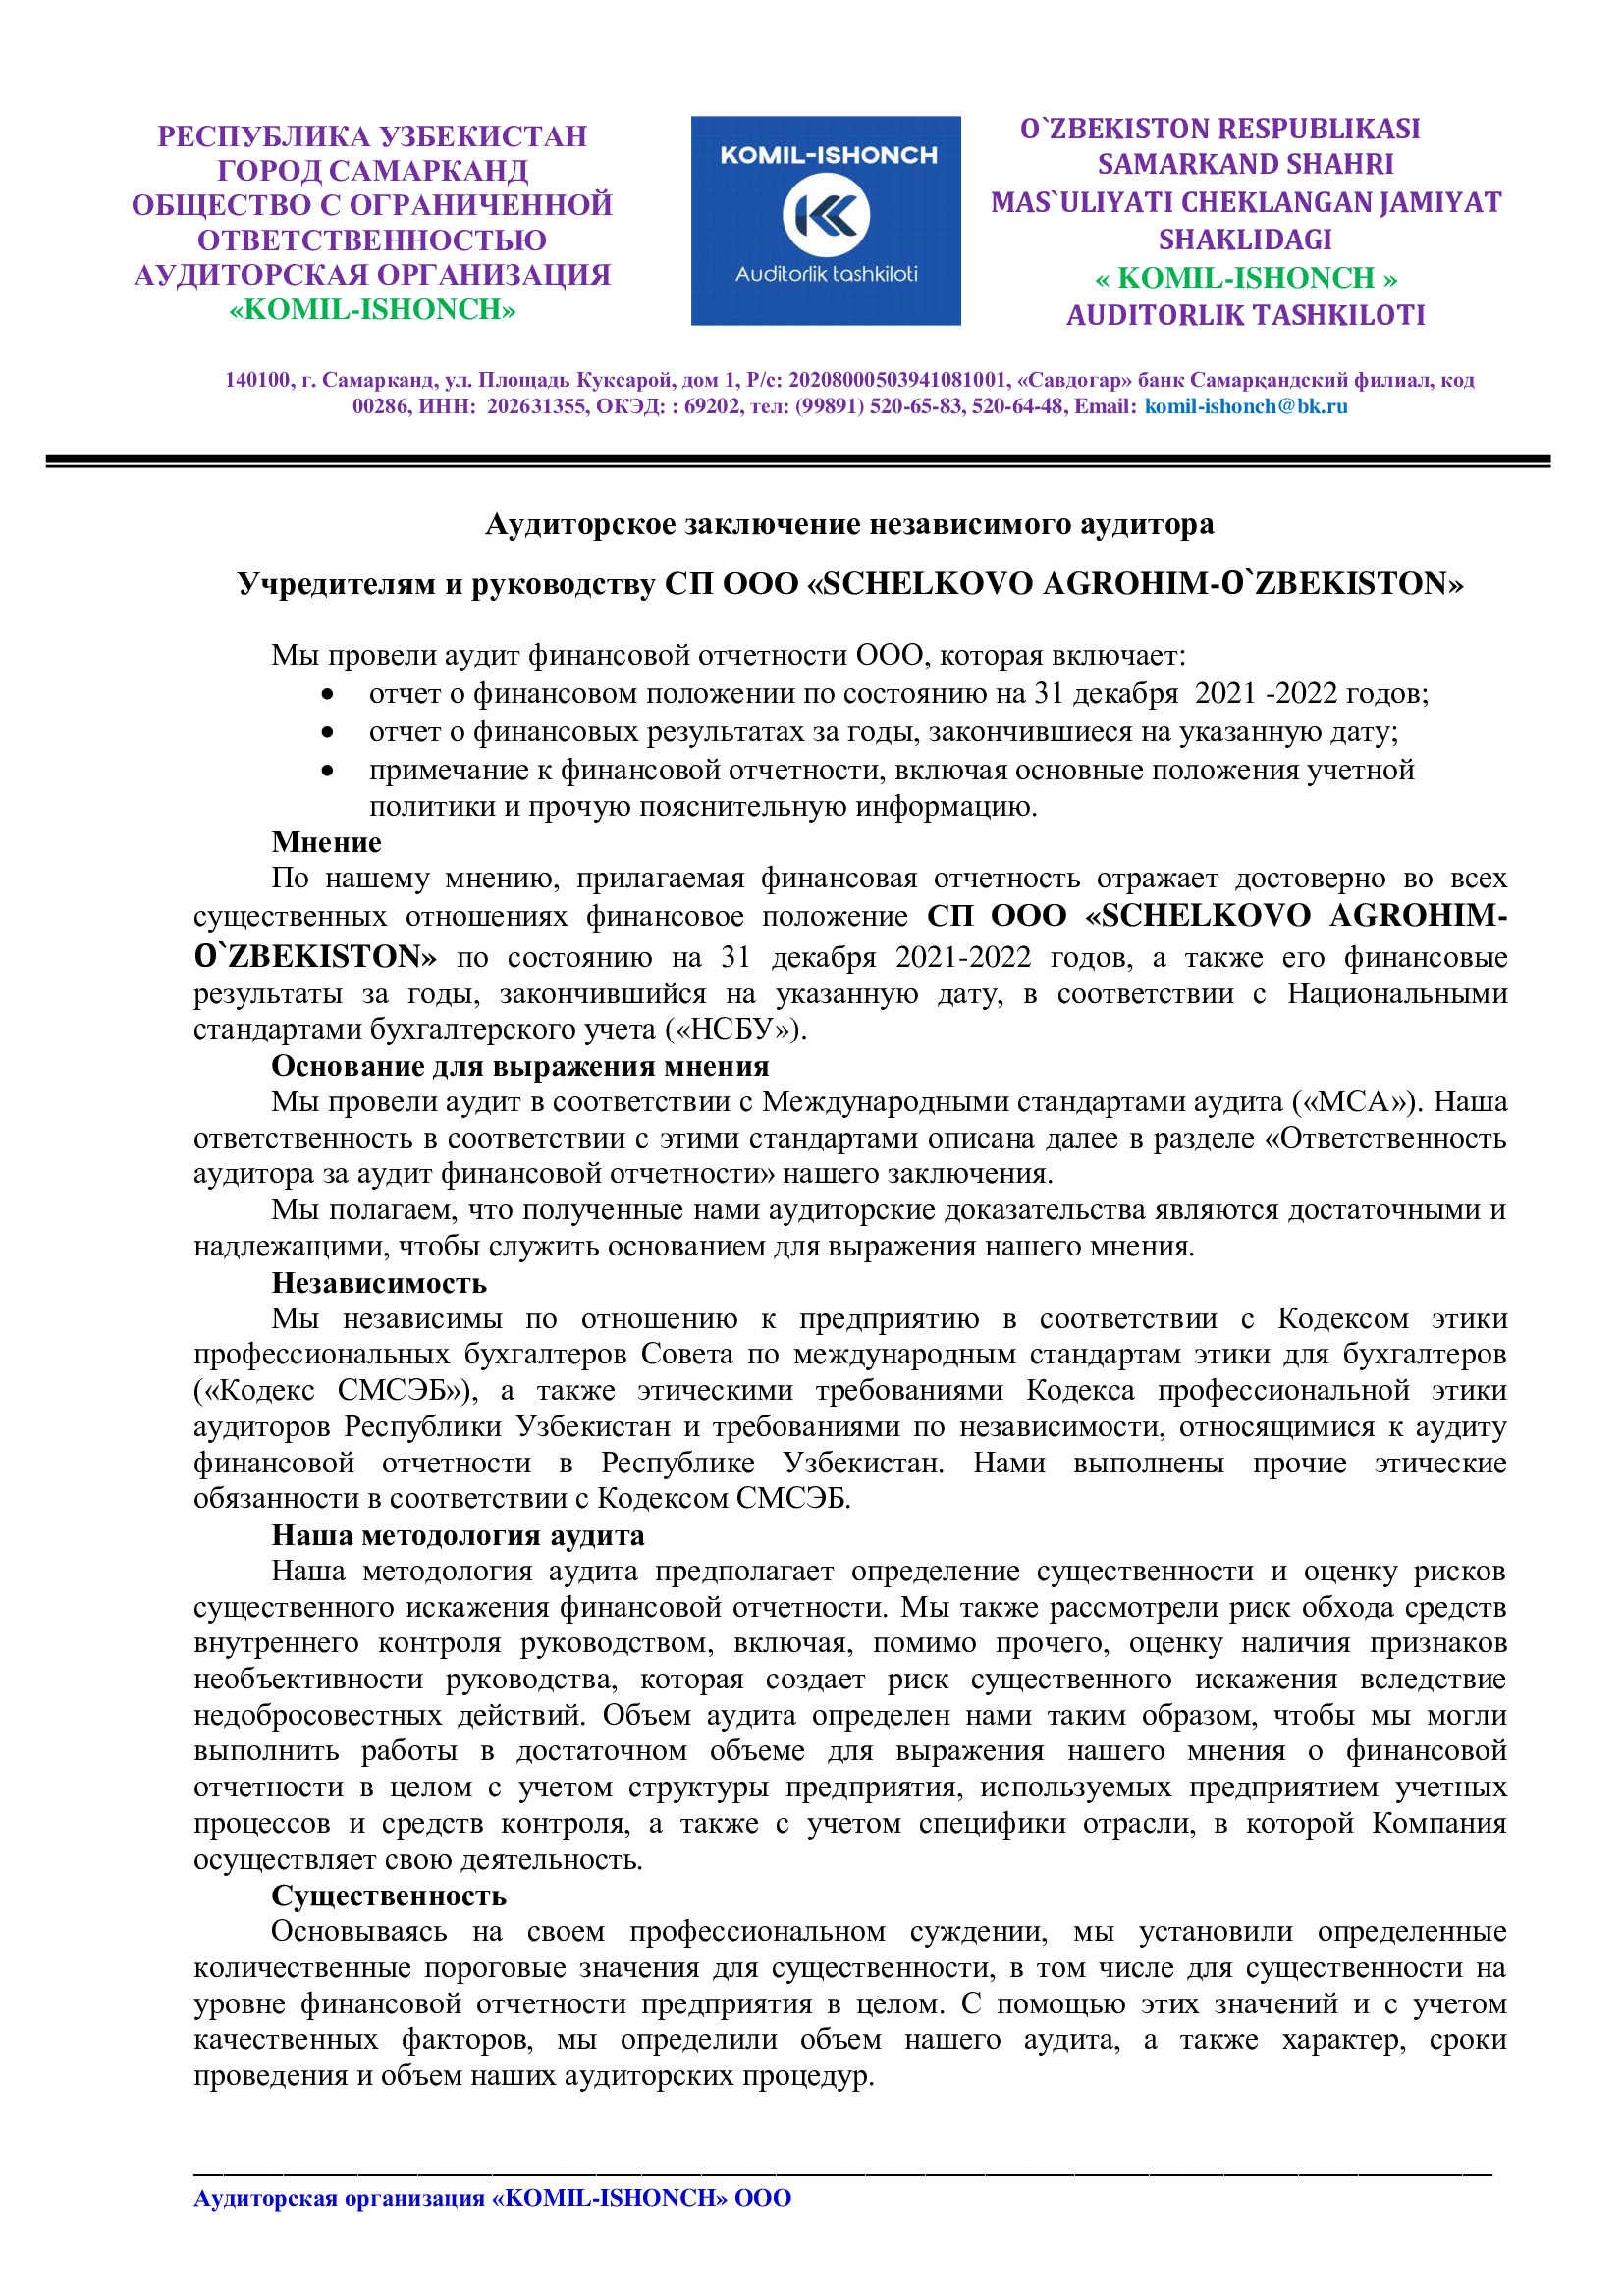 РЕСПУБЛИКА УЗБЕКИСТАН
ГОРОД САМАРКАНД
ОБЩЕСТВО С ОГРАНИЧЕННОЙ
ОТВЕТСТВЕННОСТЬЮ
АУДИТОРСКАЯ ОРГАНИЗАЦИЯ
«KOMIL-ISHONCH»
KOMIL-ISHONCH
Auditorlik tashkiloti
O`ZBEKISTON RESPUBLIKASI
SAMARKAND SHAHRI
MAS`ULIYATI CHEKLANGAN JAMIYAT
SHAKLIDAGI
« KOMIL-ISHONCH »
AUDITORLIK TASHKILOTI
140100, г. Самарканд, ул. Площадь Куксарой, дом 1, Р/с: 20208000503941081001, «Савдогар» банк Самарқандский филиал, код
00286, ИНН: 202631355, ОКЭД: : 69202, тел: (99891) 520-65-83, 520-64-48, Email: komil-ishonch@bk.ru
Аудиторское заключение независимого аудитора
Учредителям и руководству СП ООО «SCHELKOVO AGROHIM-O`ZBEKISTON»
Мы провели аудит финансовой отчетности ООО, которая включает:
• отчет о финансовом положении по состоянию на 31 декабря 2021 -2022 годов;
• отчет о финансовых результатах за годы, закончившиеся на указанную дату;
• примечание к финансовой отчетности, включая основные положения учетной
политики и прочую пояснительную информацию.
Мнение
По нашему мнению, прилагаемая финансовая отчетность отражает достоверно во всех
существенных отношениях финансовое положение СП ООО «SCHELKOVO AGROHIM-
O`ZBEKISTON» по состоянию на 31 декабря 2021-2022 годов, а также его финансовые
результаты за годы, закончившийся на указанную дату, в соответствии с Национальными
стандартами бухгалтерского учета («НСБУ»).
Основание для выражения мнения
Мы провели аудит в соответствии с Международными стандартами аудита («МСА»). Наша
ответственность в соответствии с этими стандартами описана далее в разделе «Ответственность
аудитора за аудит финансовой отчетности» нашего заключения.
Мы полагаем, что полученные нами аудиторские доказательства являются достаточными и
надлежащими, чтобы служить основанием для выражения нашего мнения.
Независимость
Мы независимы по отношению к предприятию в соответствии с Кодексом этики
профессиональных бухгалтеров Совета по международным стандартам этики для бухгалтеров
(«Кодекс СМСЭБ»), а также этическими требованиями Кодекса профессиональной этики
аудиторов Республики Узбекистан и требованиями по независимости, относящимися к аудиту
финансовой отчетности в Республике Узбекистан. Нами выполнены прочие этические
обязанности в соответствии с Кодексом СМСЭБ.
Наша методология аудита
Наша методология аудита предполагает определение существенности и оценку рисков
существенного искажения финансовой отчетности. Мы также рассмотрели риск обхода средств
внутреннего контроля руководством, включая, помимо прочего, оценку наличия признаков
необъективности руководства, которая создает риск существенного искажения вследствие
недобросовестных действий. Объем аудита определен нами таким образом, чтобы мы могли
выполнить работы в достаточном объеме для выражения нашего мнения о финансовой
отчетности в целом с учетом структуры предприятия, используемых предприятием учетных
процессов и средств контроля, а также с учетом специфики отрасли, в которой Компания
осуществляет свою деятельность.
Существенность
Основываясь на своем профессиональном суждении, мы установили определенные
количественные пороговые значения для существенности, в том числе для существенности на
уровне финансовой отчетности предприятия в целом. С помощью этих значений и с учетом
качественных факторов, мы определили объем нашего аудита, а также характер, сроки
проведения и объем наших аудиторских процедур.
Аудиторская организация «KOMIL-ISHONCH» ООО